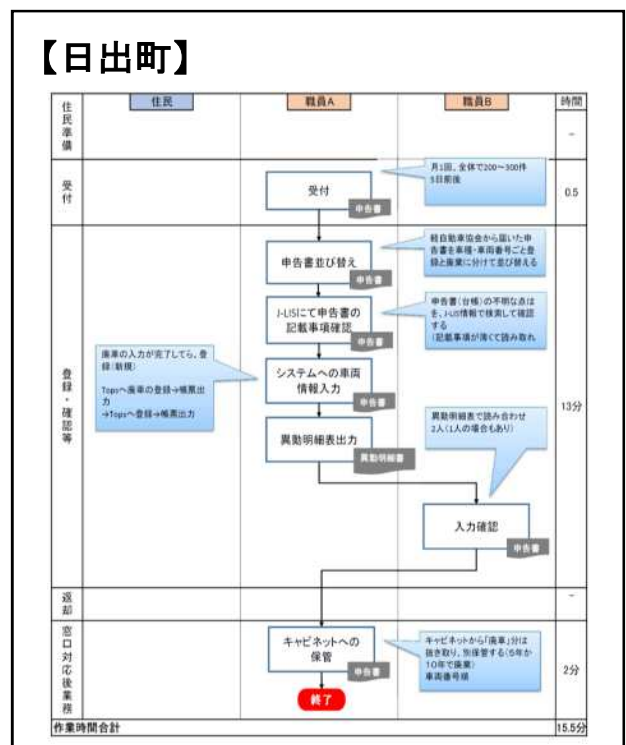 【日出町】
住民
職員A
職員B
時間
住民準備
-
受付
受付
申告書
月1回、全体で200～300件
5日前後
0.5
登録・確認等
申告書並び替え
申告書
軽自動車協会から届いた申
告書を車種・車両番号ごと登
録と廃業に分けて並び替える
J-LISにて申告書の
記載事項確認
申告書
申告書(台帳)の不明な点は
を、J-LIS情報で検索して確認
する
(記載事項が薄くて読み取れ
廃車の入力が完了してら、登
録(新規)
Topsへ廃車の登録→帳票出
力
→Topsへ登録→帳票出力
システムへの車両
情報入力
申告書
13分
異動明細表出力
異動明細書
異動明細表で読み合わせ
2人(1人の場合もあり)
入力確認
申告書
返却
-
窓口対応後業務
キャビネットへの
保管
申告書
キャビネットから「廃車」分は
抜き取り、別保管する(5年か
10年で廃業)
車両番号順
2分
終了
作業時間合計
15.5分